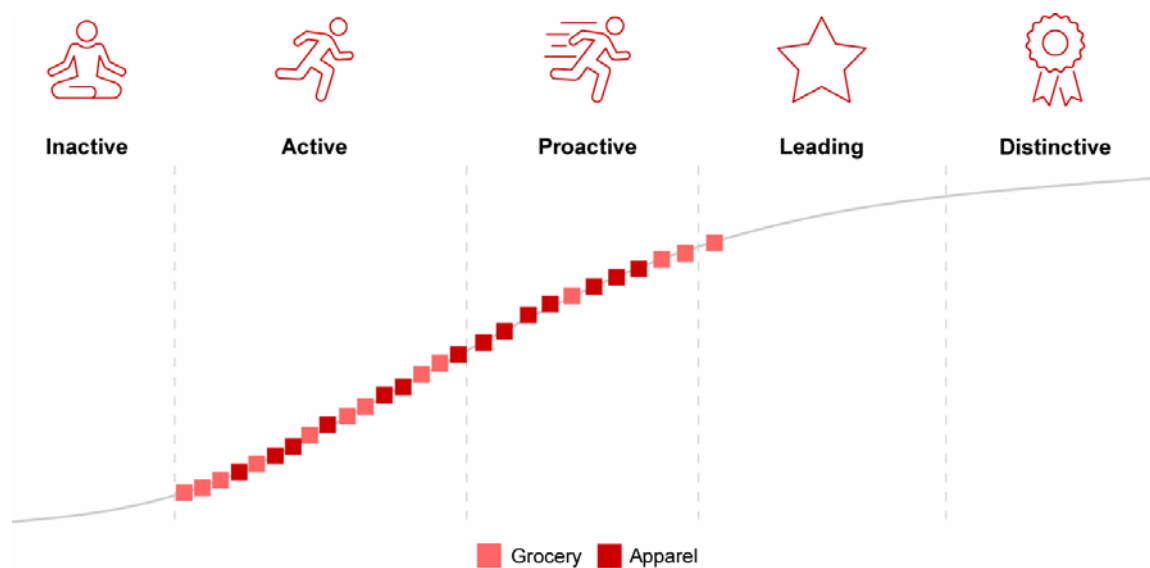 Inactive
Active
Proactive
Leading
Distinctive
Grocery
Apparel